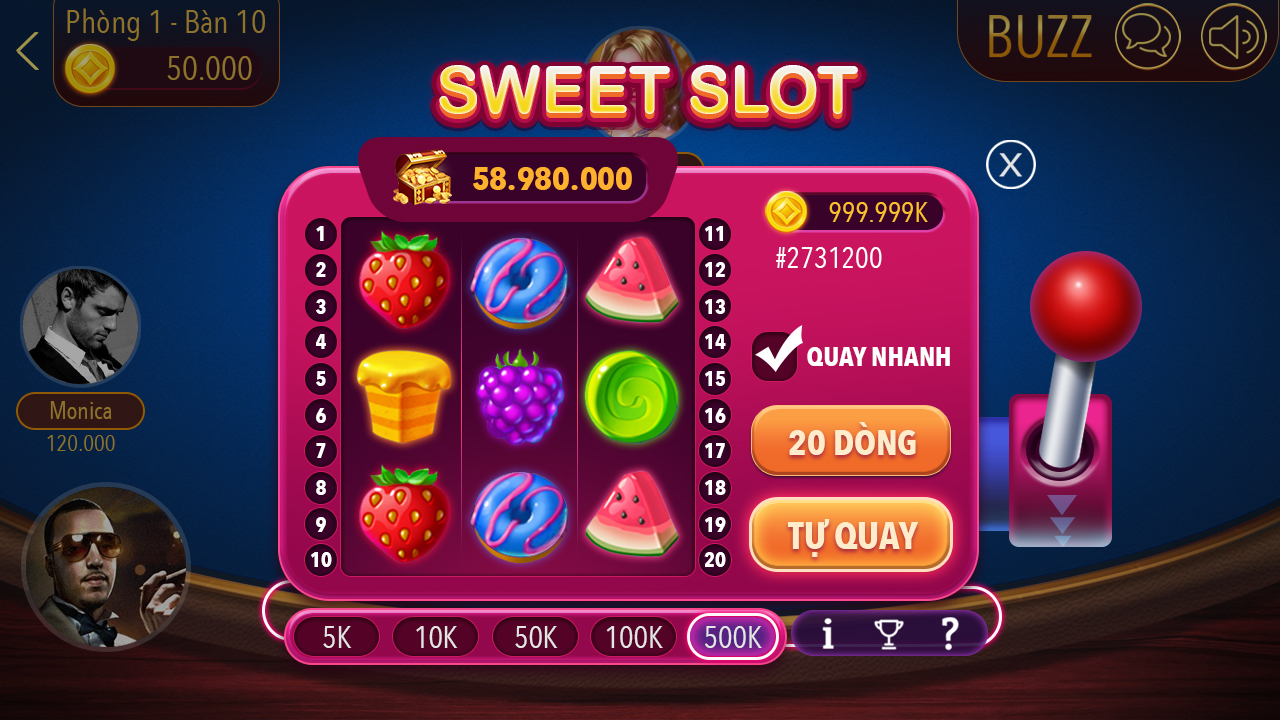 Phòng 1 - Bàn 10
50.000
BUZZ
SWEET SLOT
X
58.980.000
999.999K
#2731200
1
2
3
4
5
6
7
8
9
10
11
12
13
14
15
16
17
18
19
20
QUAY NHANH
20 DÒNG
TỰ QUAY
Monica
120.000
5K
10K
50K
100K
500K
i
?